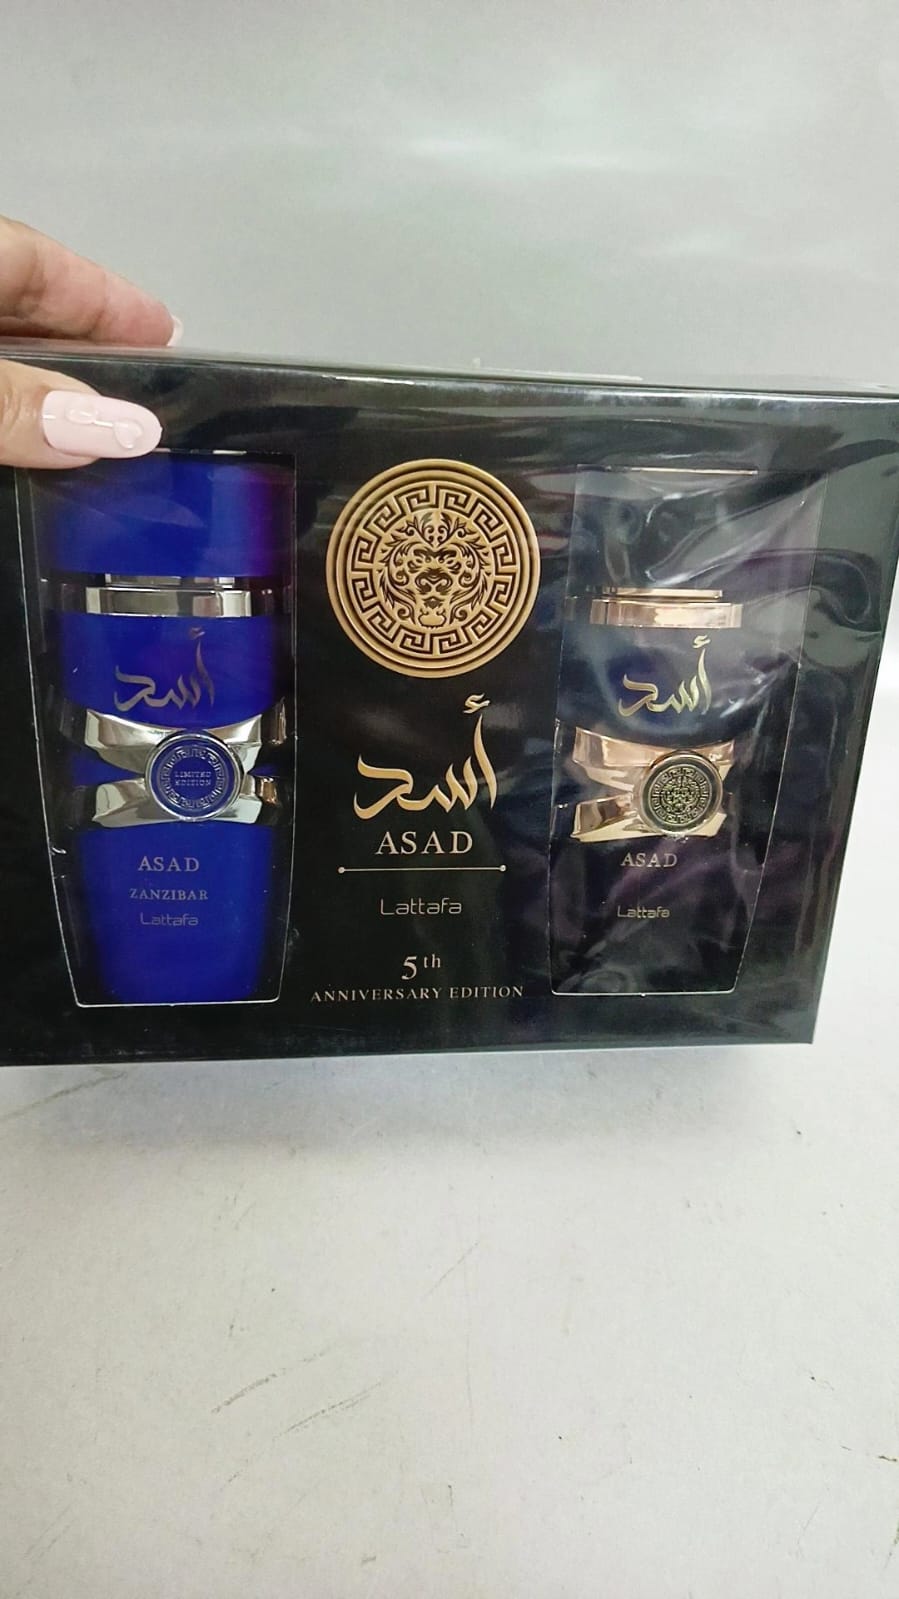 أسد
LIMITED
EDITION
ASAD
ZANZIBAR
Lattafa
أسد
ASAD
Lattafa
5th
ANNIVERSARY EDITION
أسد
ASAD
Lattafa